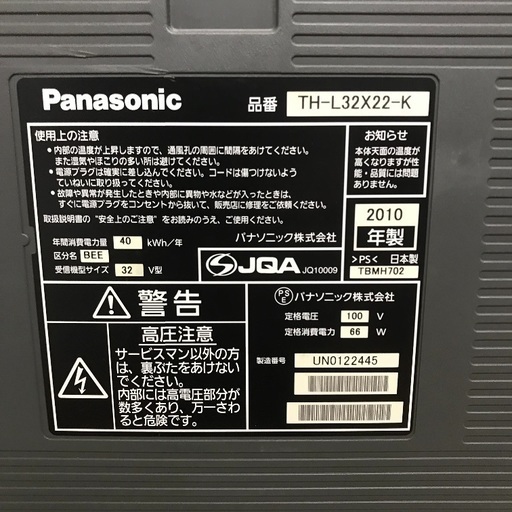 Panasonic
品番 TH-L32X22-K
使用上の注意
・内部の温度が上昇しますので、通風孔の周囲に間隔をあけてください。
また湿気やほこりの多い所は避けてください。
・電源プラグは確実に差し込んでください。コードは傷つけないよう
ていねいに取り扱ってください。
・故障や異常が発生したときや内部に異物や水などが入ったときは、
すぐに電源プラグをコンセントから抜いて、販売店に修理をご依頼ください。
取扱説明書の"安全上のご注意"をお読みのうえ、ご使用ください。
お知らせ
本体天面の温度が
高くなりますが性
能・品質には問題
ありません。
2010
年製
>PS< 日本製
TBMH702
年間消費電力量 40 kWh/年
区分名 BEE
受信機型サイズ 32 V型
パナソニック株式会社
JQA JQ10009
警告
高圧注意
サービスマン以外の方
は、裏ぶたをあけない
でください。
内部には高電圧部分が
数多くあり、万一さわ
ると危険です。
PSE パナソニック株式会社
定格電圧 100 V
定格消費電力 66 W
製造番号 UN0122445